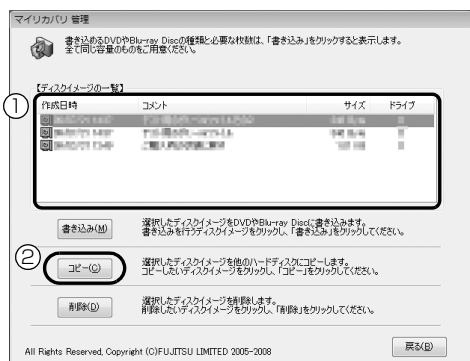 マイリカバリ 管理
書き込めるDVDやBlu-ray Discの種類と必要な枚数は、「書き込み」をクリックすると表示します。
全て同じ容量のものをご用意ください。
【ディスクイメージの一覧】
① 作成日時 コメント サイズ ドライブ
書き込み(M) 選択したディスクイメージをDVDやBlu-ray Discに書き込みます。
書き込みを行うディスクイメージをクリックし、「書き込み」をクリックしてください。
② コピー(C) 選択したディスクイメージを他のハードディスクにコピーします。
コピーしたいディスクイメージをクリックし、「コピー」をクリックしてください。
削除(D) 選択したディスクイメージを削除します。
削除したいディスクイメージをクリックし、「削除」をクリックしてください。
All Rights Reserved, Copyright (C)FUJITSU LIMITED 2005-2008 戻る(B)